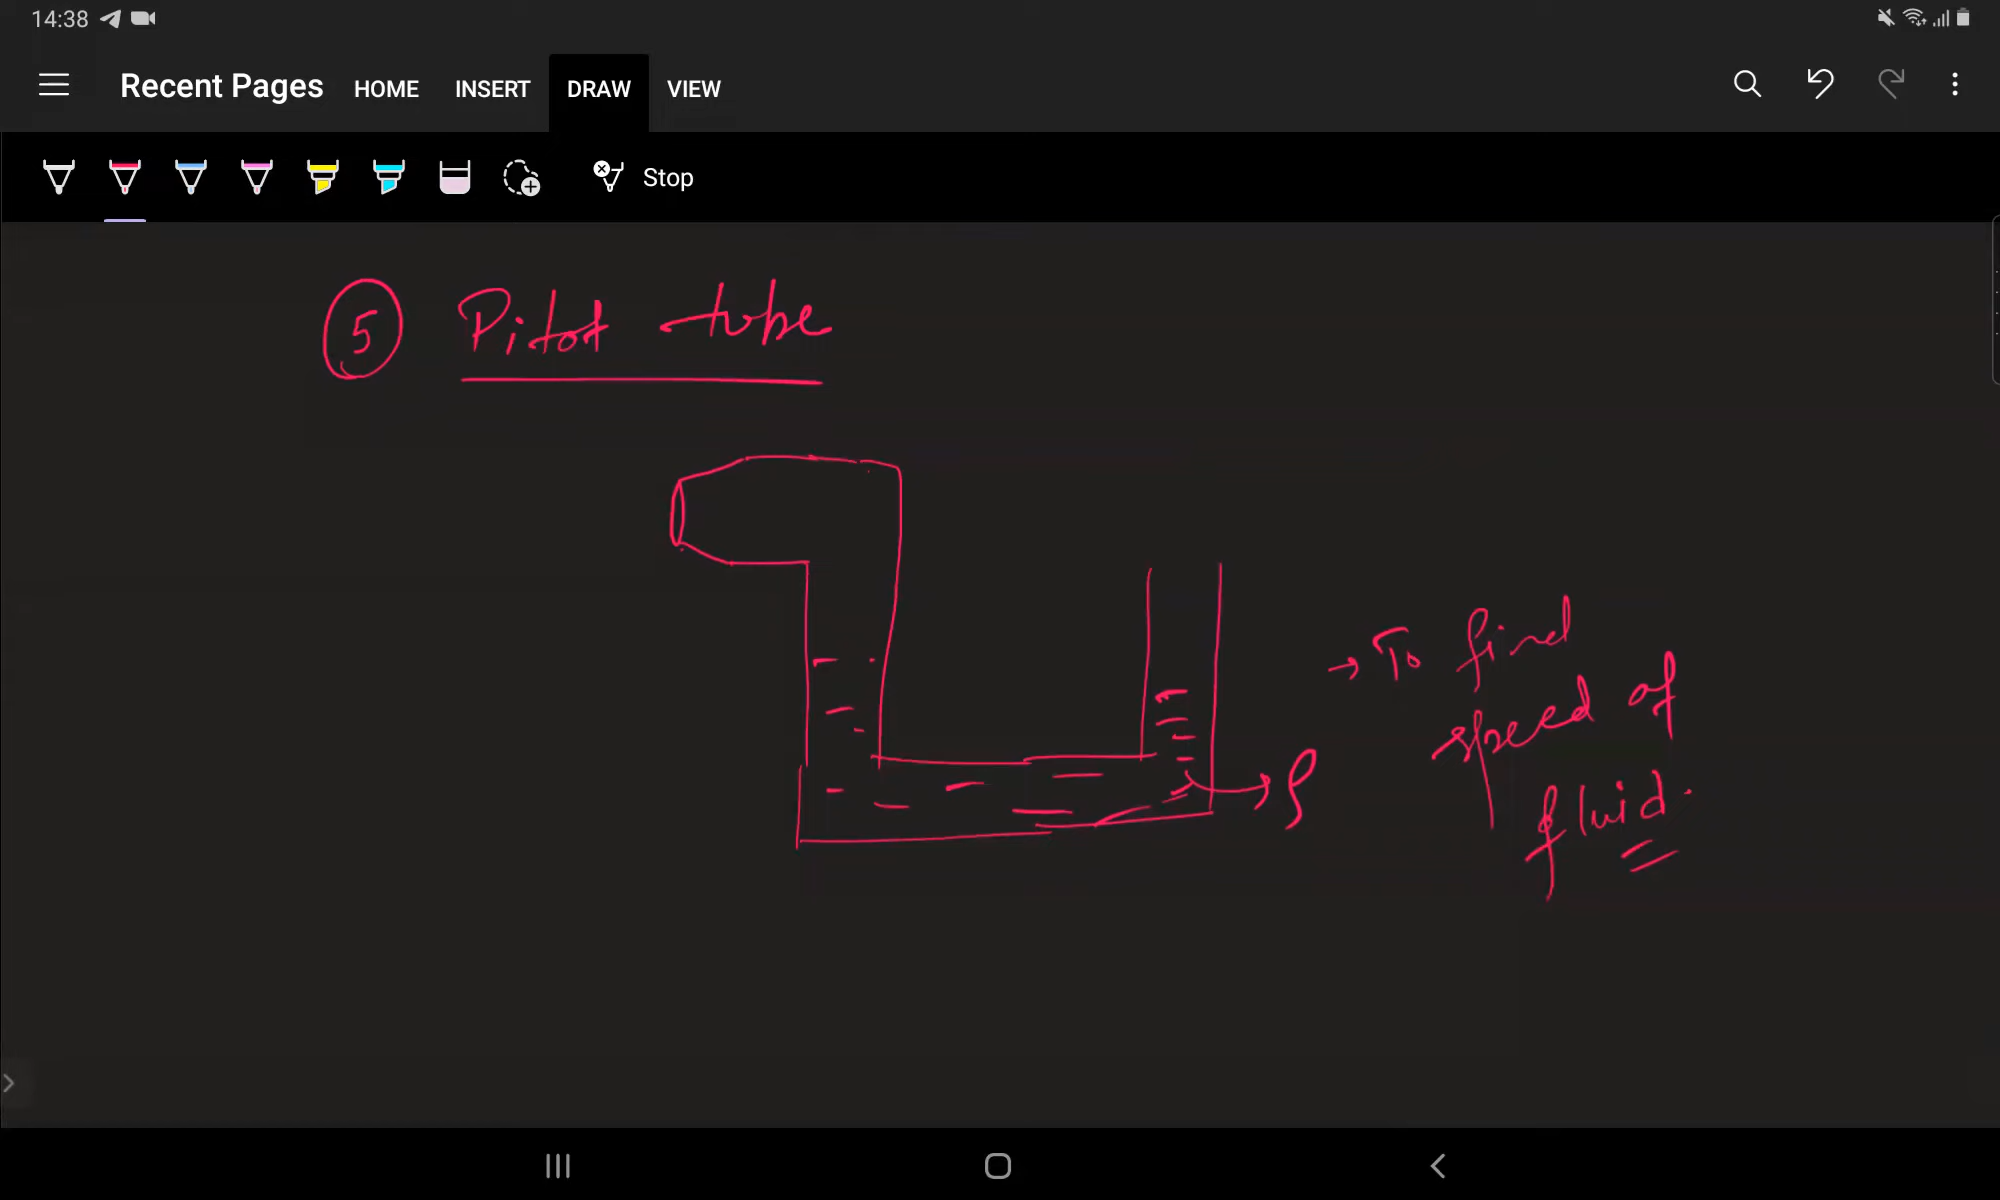 14:38
Recent Pages HOME INSERT DRAW VIEW
Stop
5 Pitot tube
→ To find
speed of
fluid.
ρ